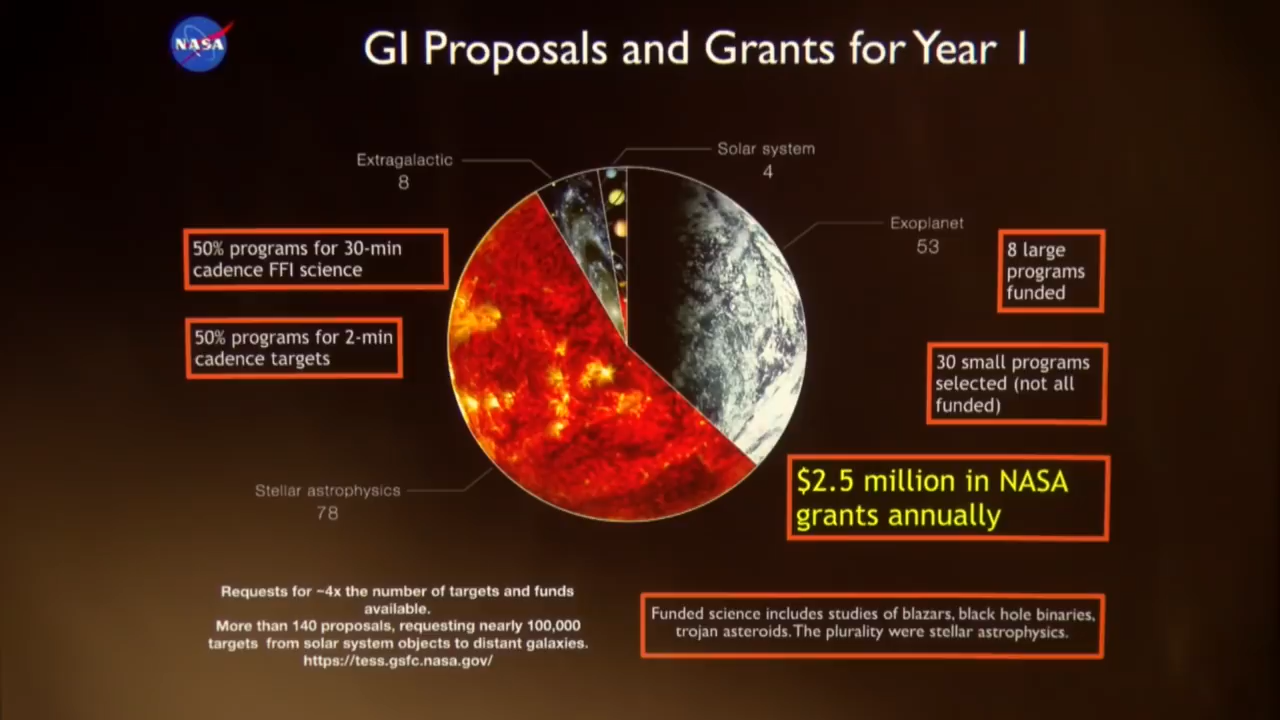 NASA
GI Proposals and Grants for Year 1
Extragalactic
8
Solar system
4
Exoplanet
53
50% programs for 30-min
cadence FFI science
8 large
programs
funded
50% programs for 2-min
cadence targets
30 small programs
selected (not all
funded)
$2.5 million in NASA
grants annually
Stellar astrophysics
78
Requests for ~4x the number of targets and funds
available.
More than 140 proposals, requesting nearly 100,000
targets from solar system objects to distant galaxies.
https://tess.gsfc.nasa.gov/
Funded science includes studies of blazars, black hole binaries,
trojan asteroids. The plurality were stellar astrophysics.